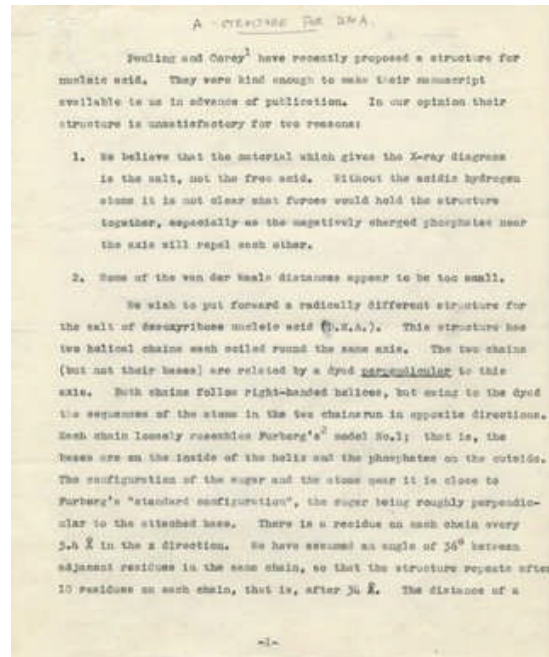 A STRUCTURE FOR D.N.A.
Pauling and Corey1 have recently proposed a structure for
nucleic acid. They were kind enough to make their manuscript
available to us in advance of publication. In our opinion their
structure is unsatisfactory for two reasons:
1. We believe that the material which gives the X-ray diagrams
is the salt, not the free acid. Without the acidic hydrogen
atoms it is not clear what forces would hold the structure
together, especially as the negatively charged phosphates near
the axis will repel each other.
2. Some of the van der Waals distances appear to be too small.
We wish to put forward a radically different structure for
the salt of desoxyribose nucleic acid (D.N.A.). This structure has
two helical chains each coiled round the same axis. The two chains
(but not their bases) are related by a dyad perpendicular to this
axis. Both chains follow right-handed helices, but owing to the dyad
the sequences of the atoms in the two chainsrun in opposite directions.
Each chain loosely resembles Furberg's2 model No.1; that is, the
bases are on the inside of the helix and the phosphates on the outside.
The configuration of the sugar and the atoms near it is close to
Furberg's "standard configuration", the sugar being roughly perpendic-
ular to the attached base. There is a residue on each chain every
3.4 Å in the z direction. We have assumed an angle of 36° between
adjacent residues in the same chain, so that the structure repeats after
10 residues on each chain, that is, after 34 Å. The distance of a
-1-